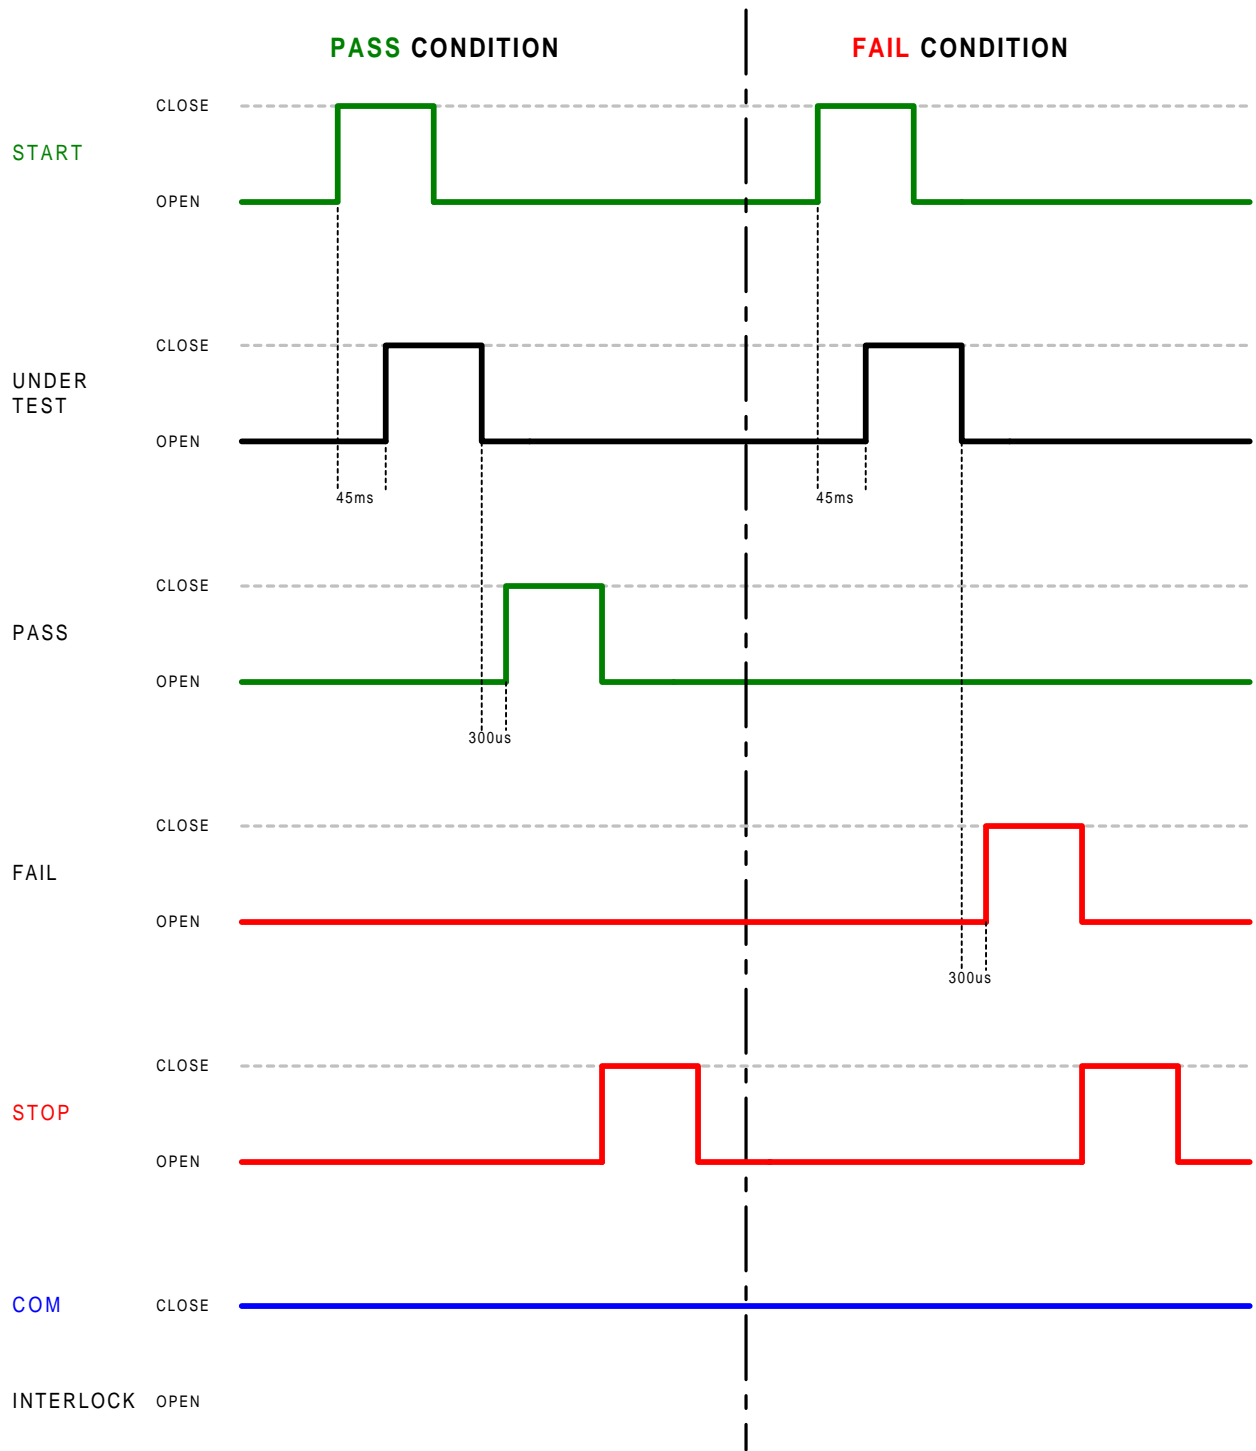 PASS CONDITION
FAIL CONDITION
CLOSE
START
OPEN
CLOSE
UNDER
TEST
OPEN
45ms
45ms
CLOSE
PASS
OPEN
300us
CLOSE
FAIL
OPEN
300us
CLOSE
STOP
OPEN
COM
CLOSE
INTERLOCK
OPEN